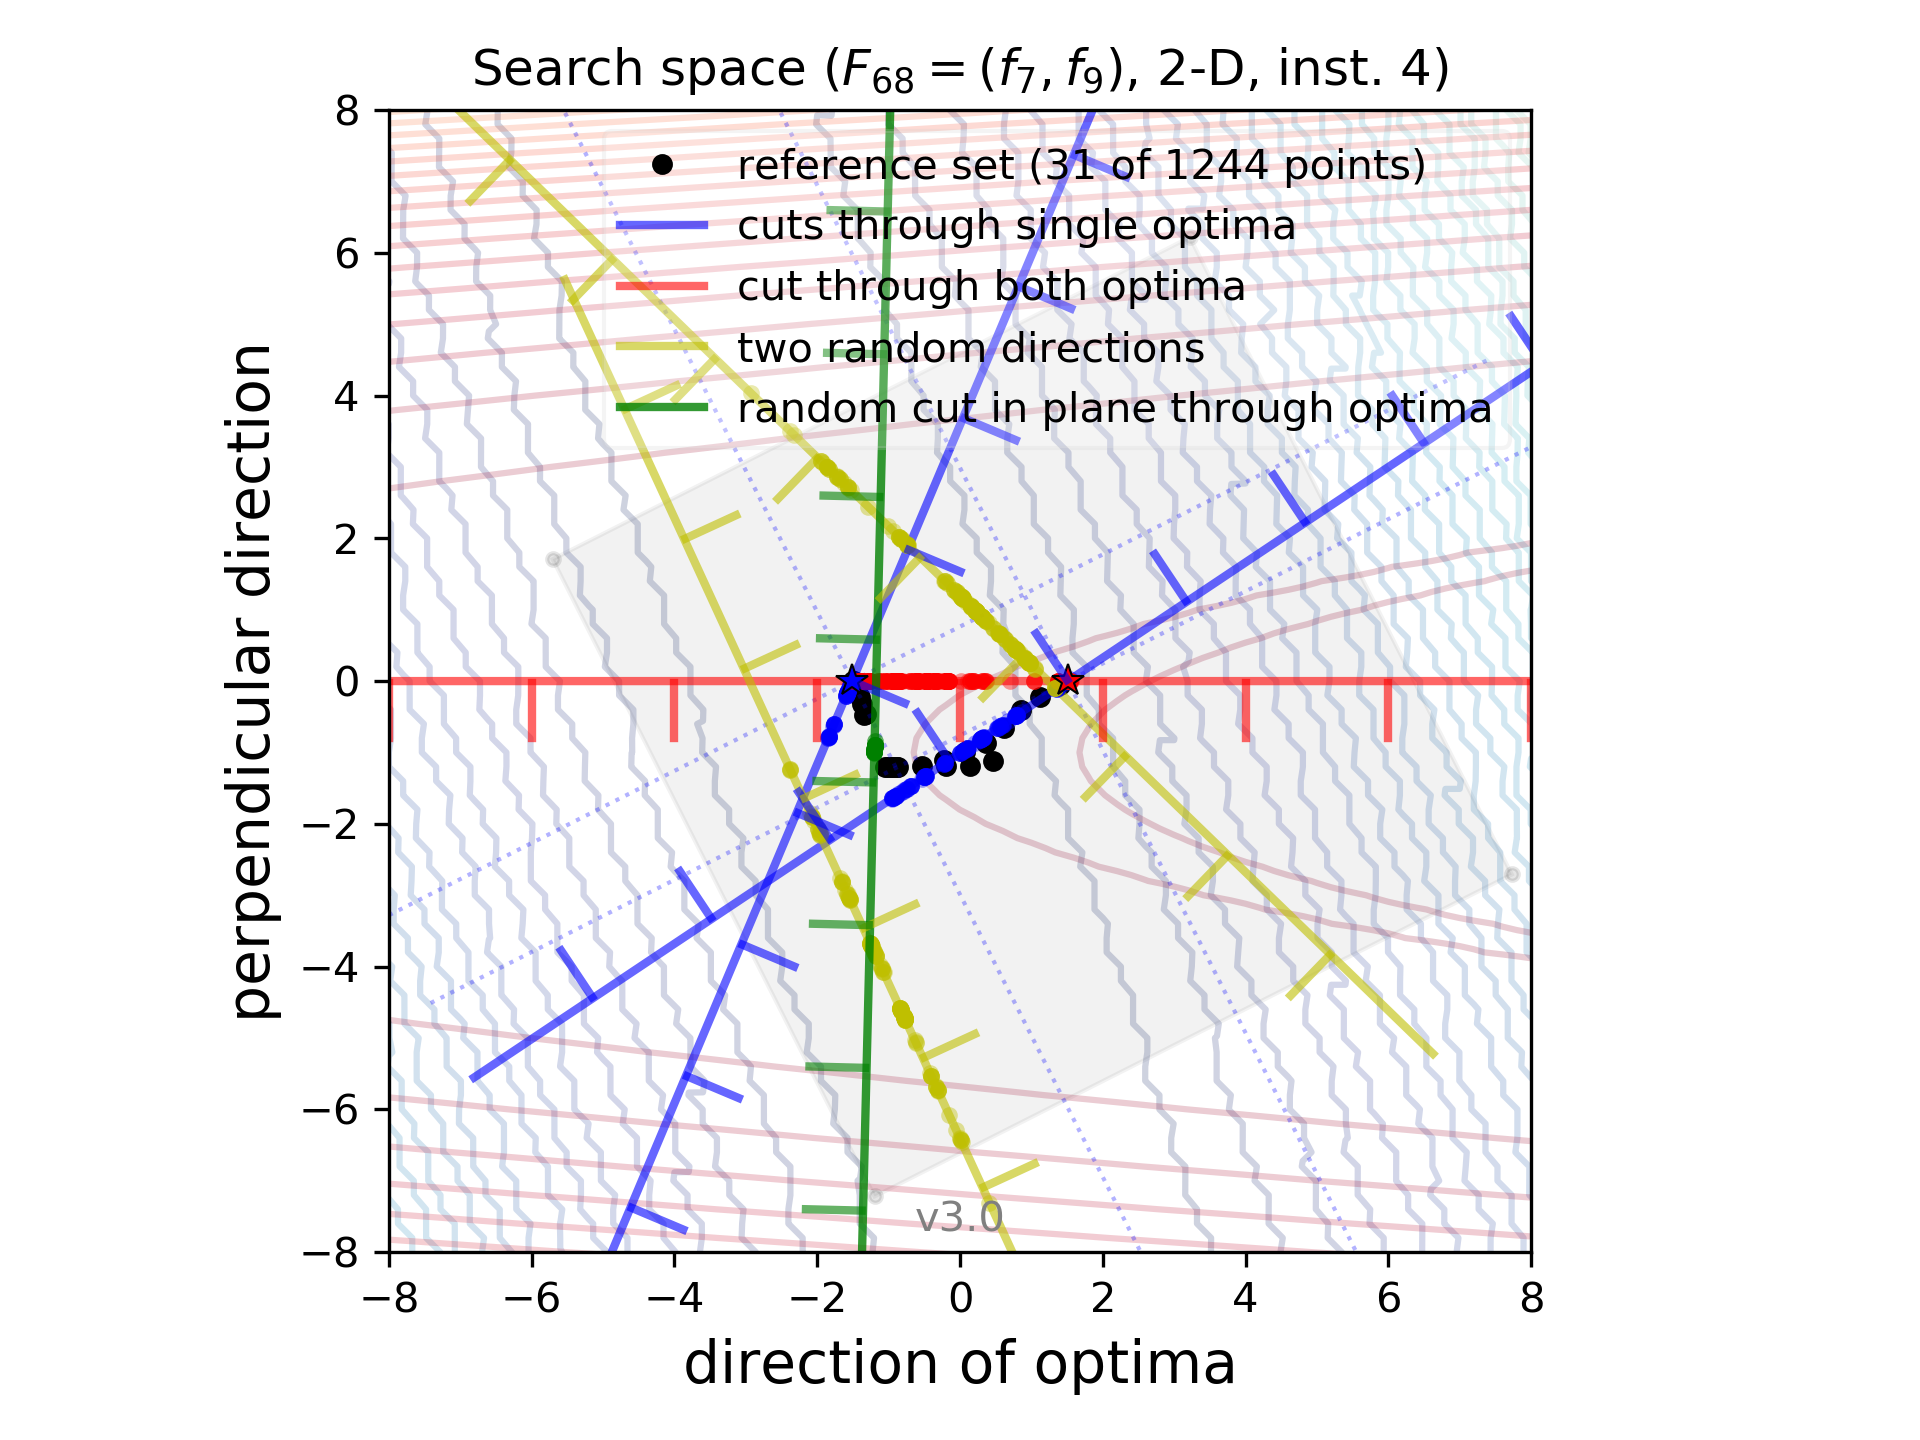 Search space (F68 = (f7, f9), 2-D, inst. 4)
reference set (31 of 1244 points)
cuts through single optima
cut through both optima
two random directions
random cut in plane through optima
8
6
4
2
0
−2
−4
−6
−8
perpendicular direction
v3.0
−8 −6 −4 −2 0 2 4 6 8
direction of optima